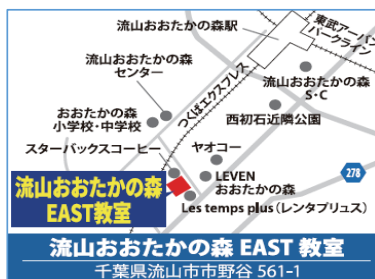 流山おおたかの森駅
東武アーバン
パークライン
流山おおたかの森
センター
つくばエクスプレス
流山おおたかの森
S・C
おおたかの森
小学校・中学校
西初石近隣公園
スターバックスコーヒー
ヤオコー
278
流山おおたかの森
EAST教室
LEVEN
おおたかの森
Les temps plus（レンタプリュス）
流山おおたかの森 EAST 教室
千葉県流山市市野谷 561-1